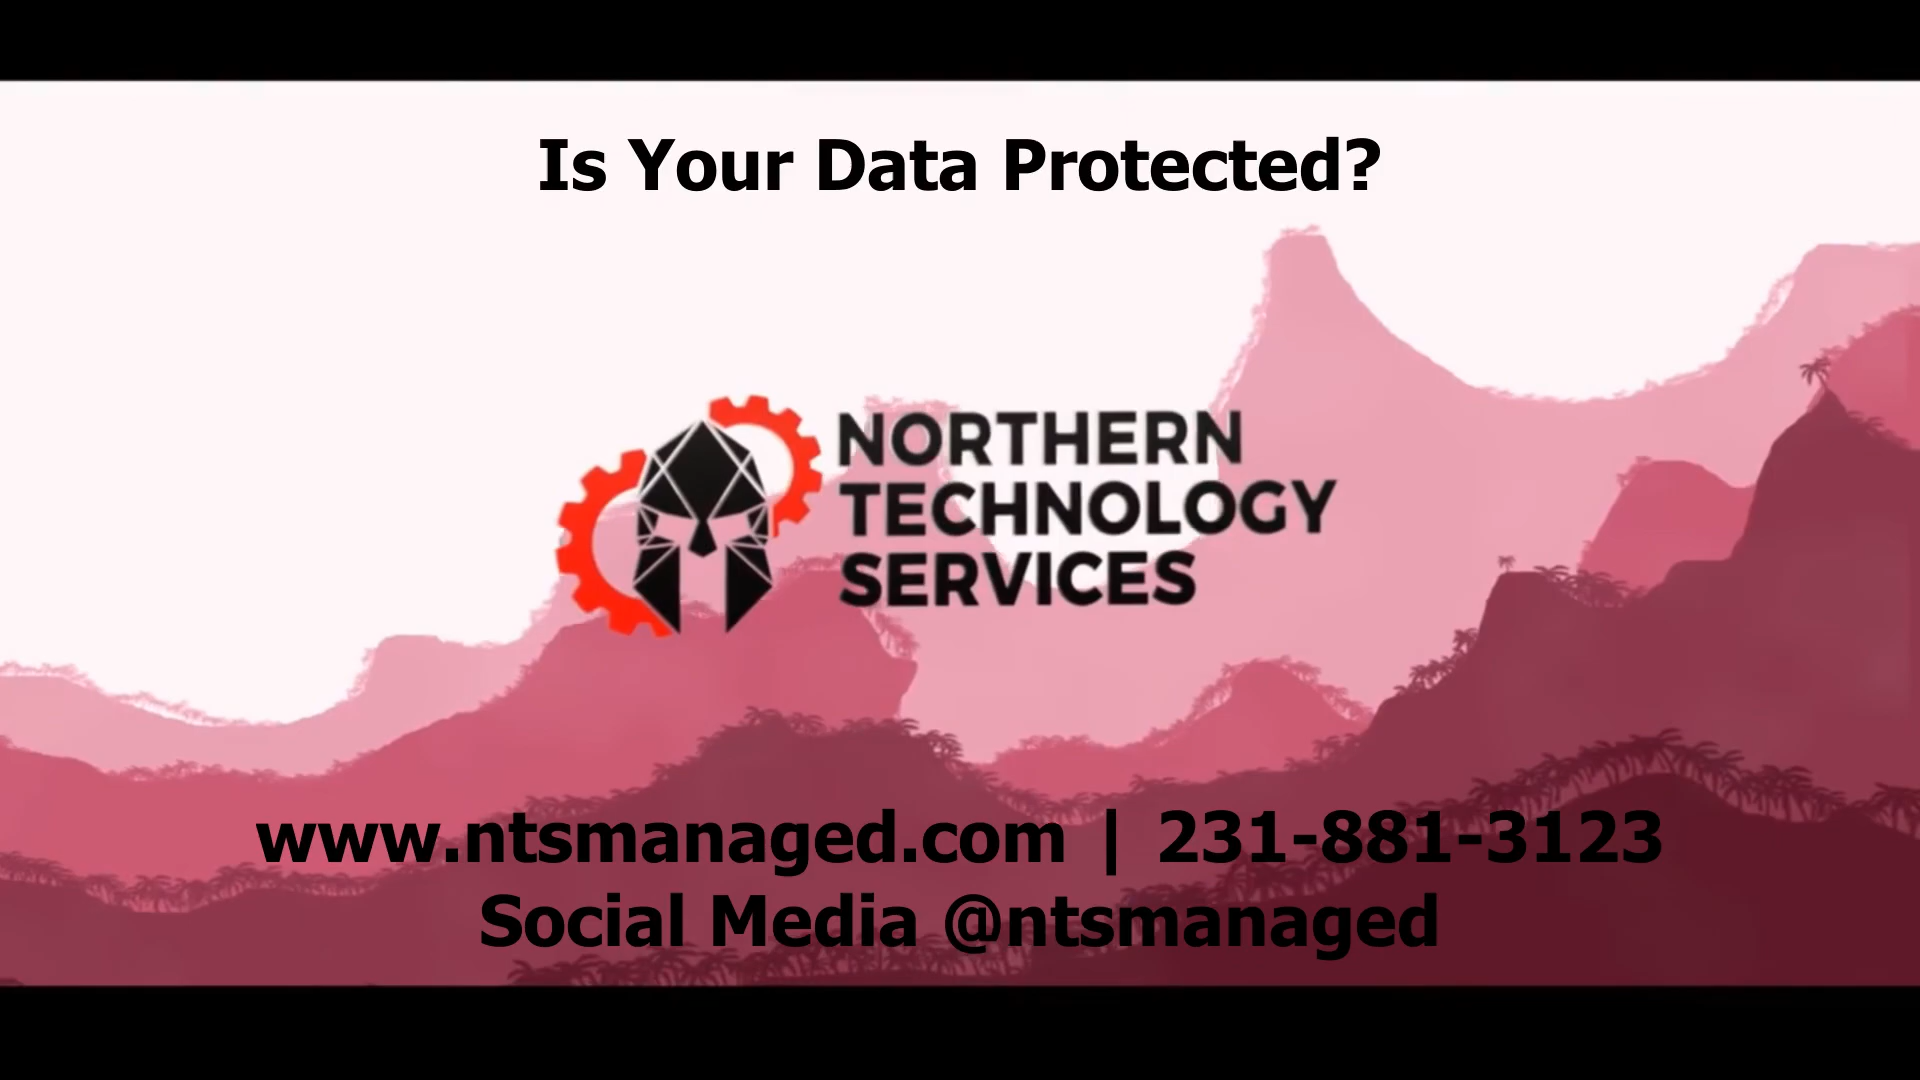 Is Your Data Protected?
NORTHERN
TECHNOLOGY
SERVICES
www.ntsmanaged.com | 231-881-3123
Social Media @ntsmanaged